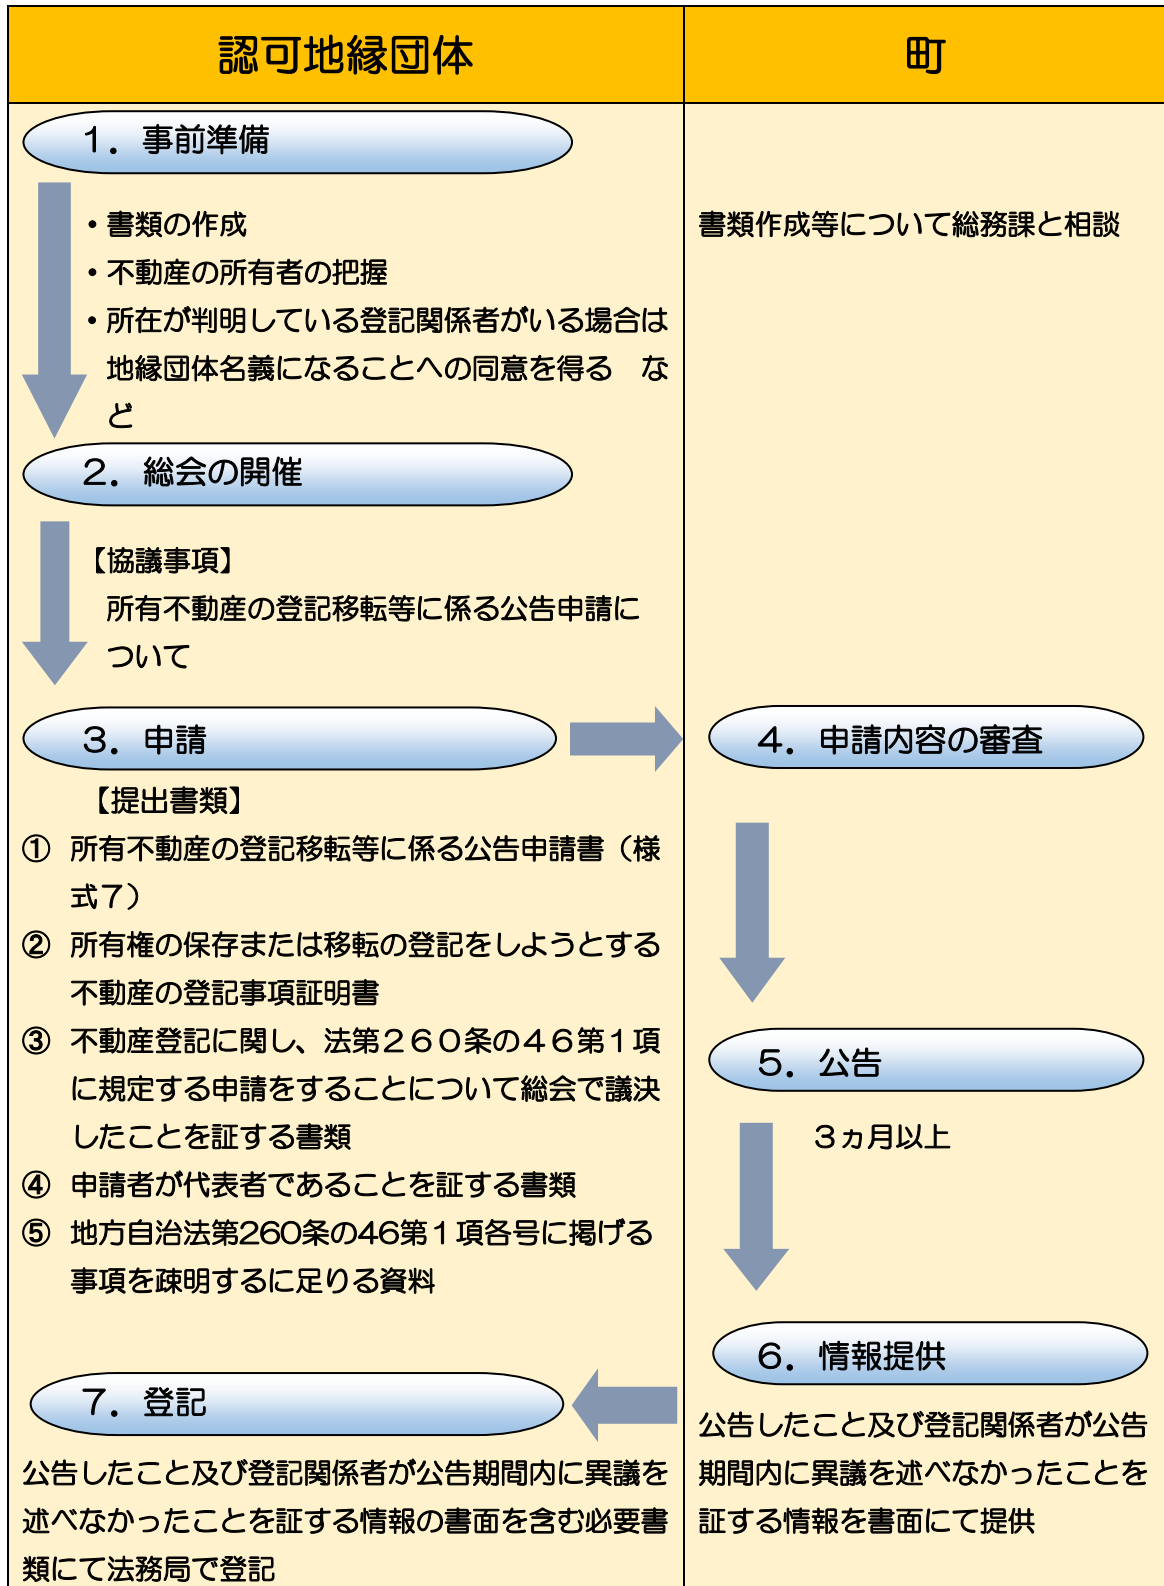 認可地縁団体
町
１．事前準備
・書類の作成
・不動産の所有者の把握
・所在が判明している登記関係者がいる場合は
地縁団体名義になることへの同意を得る　な
ど
書類作成等について総務課と相談
２．総会の開催
【協議事項】
所有不動産の登記移転等に係る公告申請に
ついて
３．申請
【提出書類】
① 所有不動産の登記移転等に係る公告申請書（様
式７）
② 所有権の保存または移転の登記をしようとする
不動産の登記事項証明書
③ 不動産登記に関し、法第２６０条の４６第１項
に規定する申請をすることについて総会で議決
したことを証する書類
④ 申請者が代表者であることを証する書類
⑤ 地方自治法第260条の46第１項各号に掲げる
事項を疎明するに足りる資料
４．申請内容の審査
５．公告
３ヵ月以上
６．情報提供
公告したこと及び登記関係者が公告
期間内に異議を述べなかったことを
証する情報を書面にて提供
７．登記
公告したこと及び登記関係者が公告期間内に異議を
述べなかったことを証する情報の書面を含む必要書
類にて法務局で登記